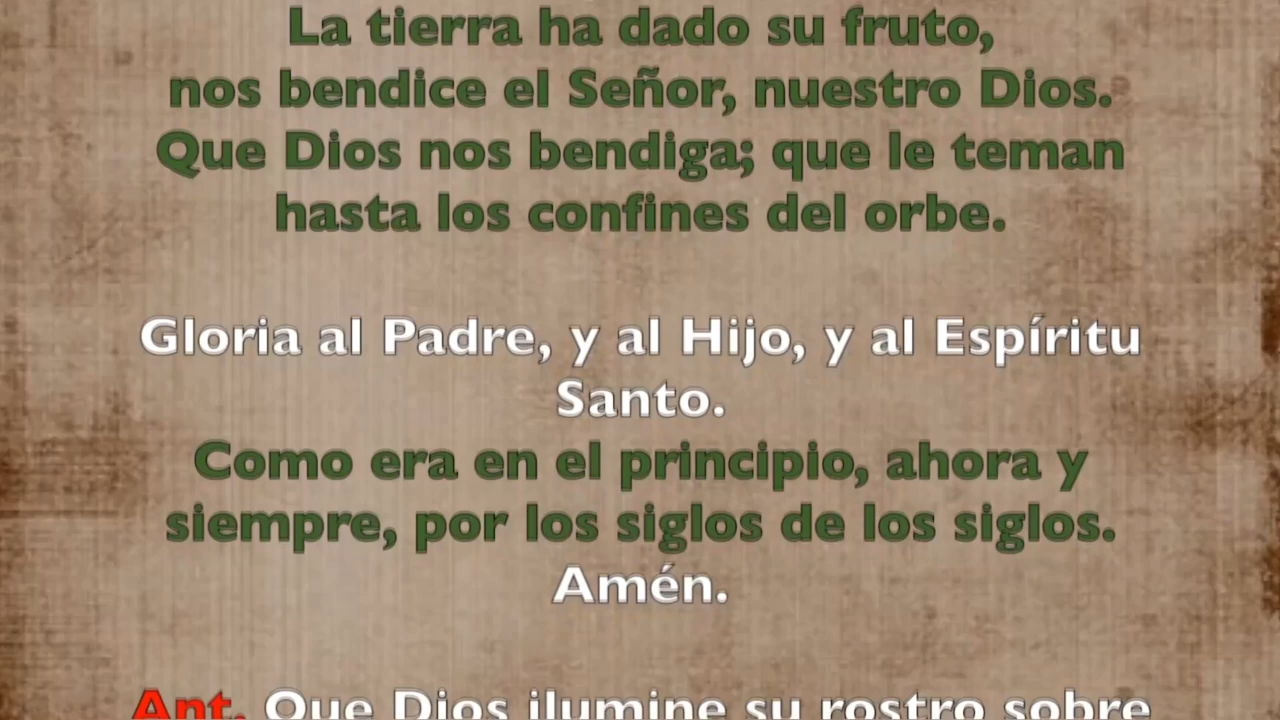 La tierra ha dado su fruto,
nos bendice el Señor, nuestro Dios.
Que Dios nos bendiga; que le teman
hasta los confines del orbe.
Gloria al Padre, y al Hijo, y al Espíritu
Santo.
Como era en el principio, ahora y
siempre, por los siglos de los siglos.
Amén.
Ant. Que Dios ilumine su rostro sobre